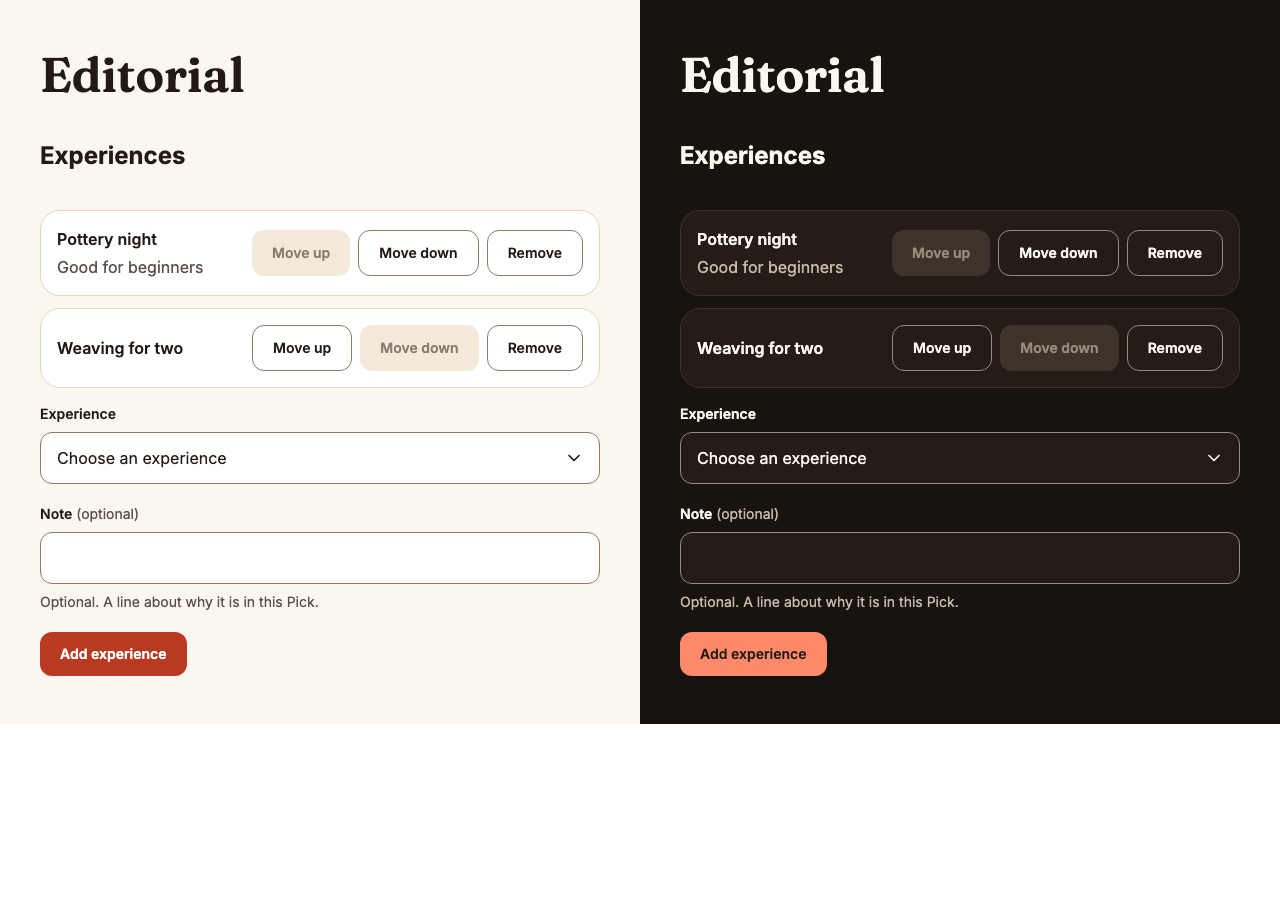 Editorial
Experiences
Pottery night
Good for beginners
Move up
Move down
Remove
Weaving for two
Move up
Move down
Remove
Experience
Choose an experience
Note (optional)
Optional. A line about why it is in this Pick.
Add experience
Editorial
Experiences
Pottery night
Good for beginners
Move up
Move down
Remove
Weaving for two
Move up
Move down
Remove
Experience
Choose an experience
Note (optional)
Optional. A line about why it is in this Pick.
Add experience